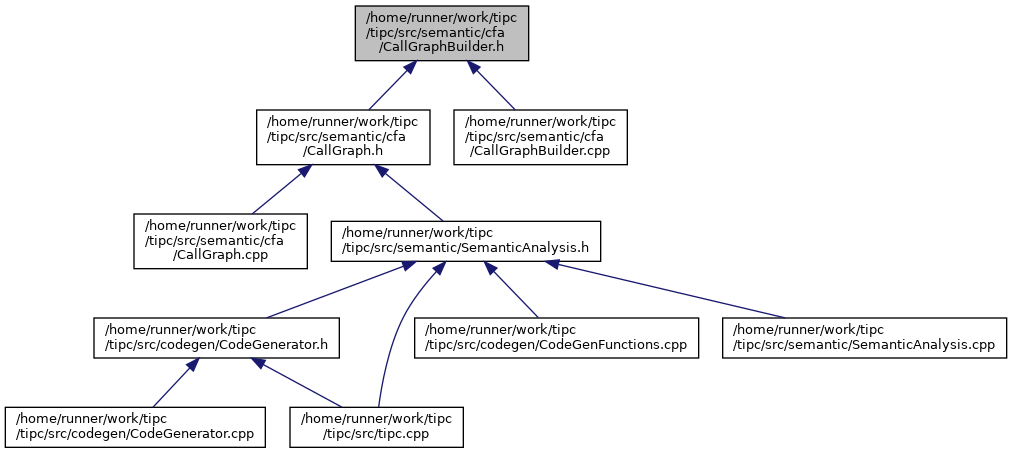 /home/runner/work/tipc
/tipc/src/semantic/cfa
/CallGraphBuilder.h
/home/runner/work/tipc
/tipc/src/semantic/cfa
/CallGraph.h
/home/runner/work/tipc
/tipc/src/semantic/cfa
/CallGraphBuilder.cpp
/home/runner/work/tipc
/tipc/src/semantic/cfa
/CallGraph.cpp
/home/runner/work/tipc
/tipc/src/semantic/SemanticAnalysis.h
/home/runner/work/tipc
/tipc/src/codegen/CodeGenerator.h
/home/runner/work/tipc
/tipc/src/codegen/CodeGenFunctions.cpp
/home/runner/work/tipc
/tipc/src/semantic/SemanticAnalysis.cpp
/home/runner/work/tipc
/tipc/src/codegen/CodeGenerator.cpp
/home/runner/work/tipc
/tipc/src/tipc.cpp